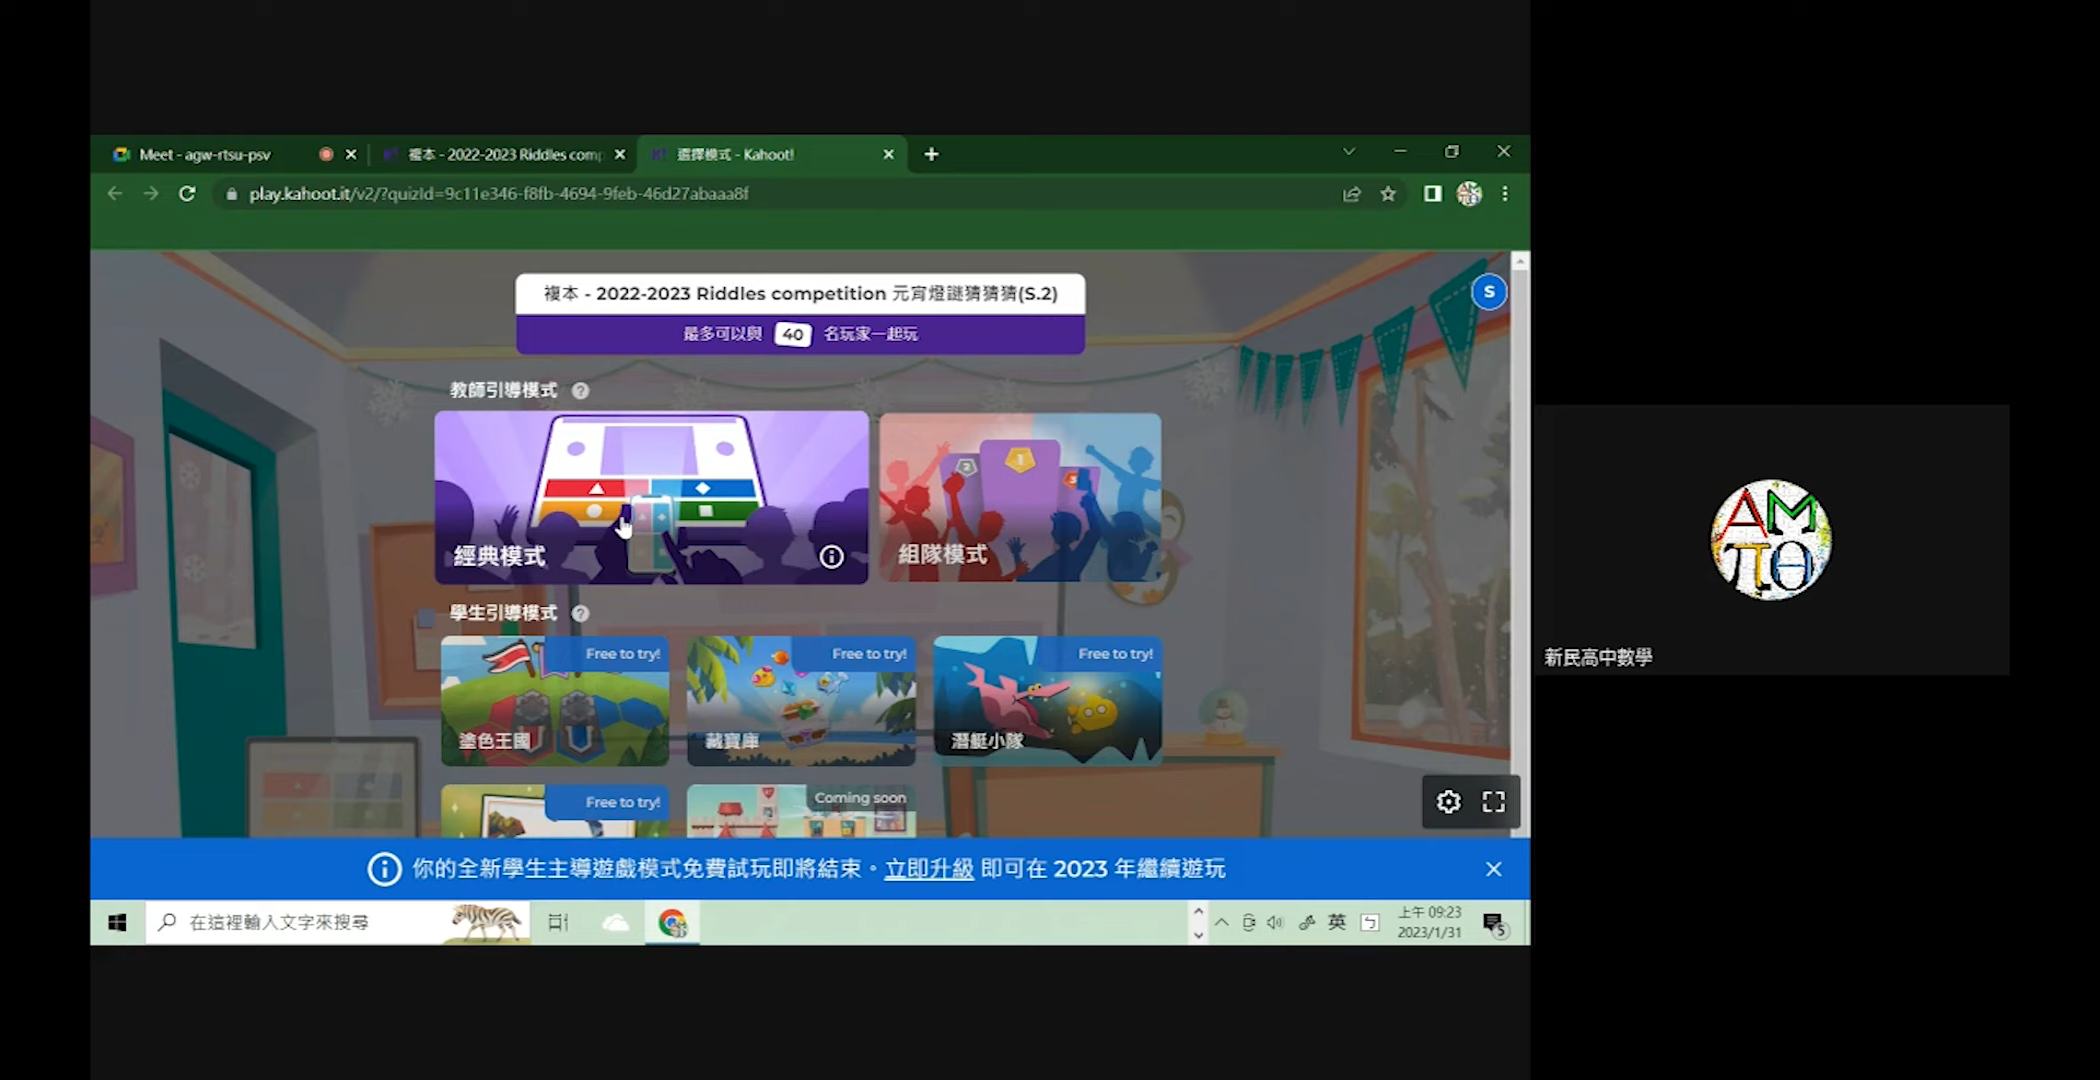 Meet - agw-rtsu-psv
複本 - 2022-2023 Riddles comp
選擇模式 - Kahoot!
play.kahoot.it/v2/?quizId=9c11e346-f8fb-4694-9feb-46d27abaaa8f
複本 - 2022-2023 Riddles competition 元宵燈謎猜猜猜(S.2)
S
最多可以與 40 名玩家一起玩
教師引導模式 ?
經典模式
1
2
3
組隊模式
學生引導模式 ?
Free to try!
Free to try!
Free to try!
塗色王國
藏寶庫
潛艇小隊
Free to try!
Coming soon
你的全新學生主導遊戲模式免費試玩即將結束。立即升級 即可在 2023 年繼續遊玩
在這裡輸入文字來搜尋
英
ㄅ
上午 09:23
2023/1/31
5
AM
πθ
新民高中數學